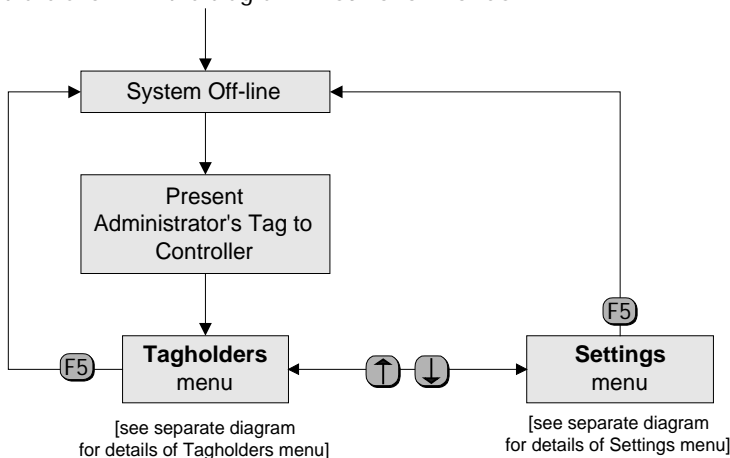 System Off-line
Present
Administrator's Tag to
Controller
F5
Tagholders
menu
↑ ↓
F5
Settings
menu
[see separate diagram
for details of Tagholders menu]
[see separate diagram
for details of Settings menu]